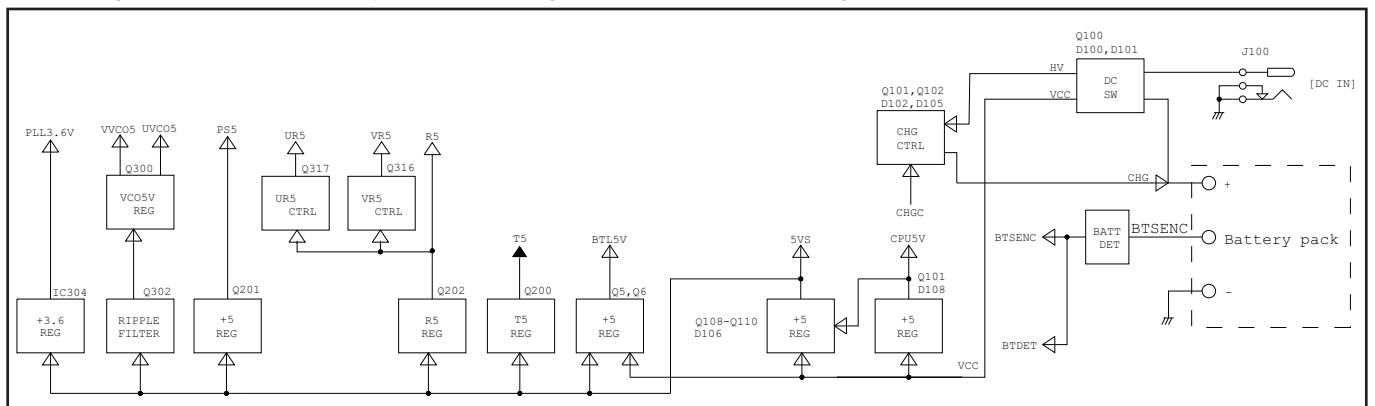 Q100
D100,D101
J100
HV
DC
SW
[DC IN]
VCC
Q101,Q102
D102,D105
CHG
CTRL
PLL3.6V
VVCO5
UVCO5
PS5
UR5
VR5
R5
Q300
VCO5V
REG
Q317
UR5
CTRL
Q316
VR5
CTRL
CHG
+
CHGC
T5
BTL5V
5VS
CPU5V
BTSENC
BATT
DET
BTSENC
Battery pack
IC304
+3.6
REG
Q302
RIPPLE
FILTER
Q201
+5
REG
Q202
R5
REG
Q200
T5
REG
Q5,Q6
+5
REG
Q108-Q110
D106
+5
REG
Q101
D108
+5
REG
-
BTDET
VCC